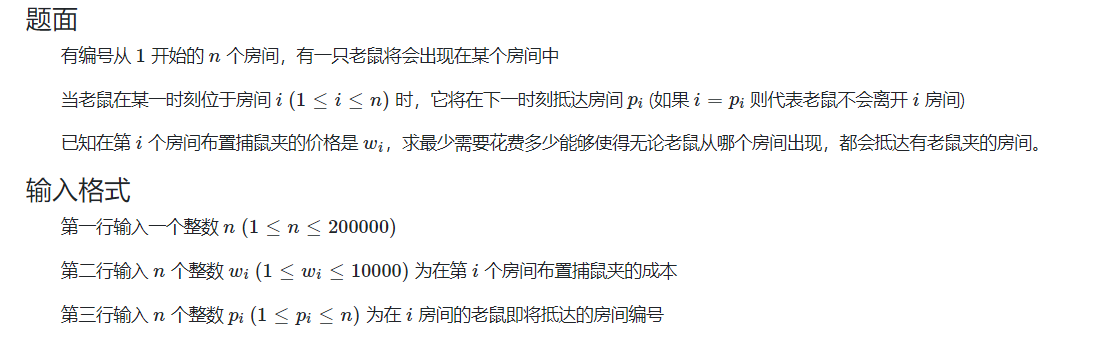 题面
有编号从 1 开始的 n 个房间，有一只老鼠将会出现在某个房间中
当老鼠在某一时刻位于房间 i (1 ≤ i ≤ n) 时，它将在下一时刻抵达房间 p_i (如果 i = p_i 则代表老鼠不会离开 i 房间)
已知在第 i 个房间布置捕鼠夹的价格是 w_i，求最少需要花费多少能够使得无论老鼠从哪个房间出现，都会抵达有老鼠夹的房间。
输入格式
第一行输入一个整数 n (1 ≤ n ≤ 200000)
第二行输入 n 个整数 w_i (1 ≤ w_i ≤ 10000) 为在第 i 个房间布置捕鼠夹的成本
第三行输入 n 个整数 p_i (1 ≤ p_i ≤ n) 为在 i 房间的老鼠即将抵达的房间编号